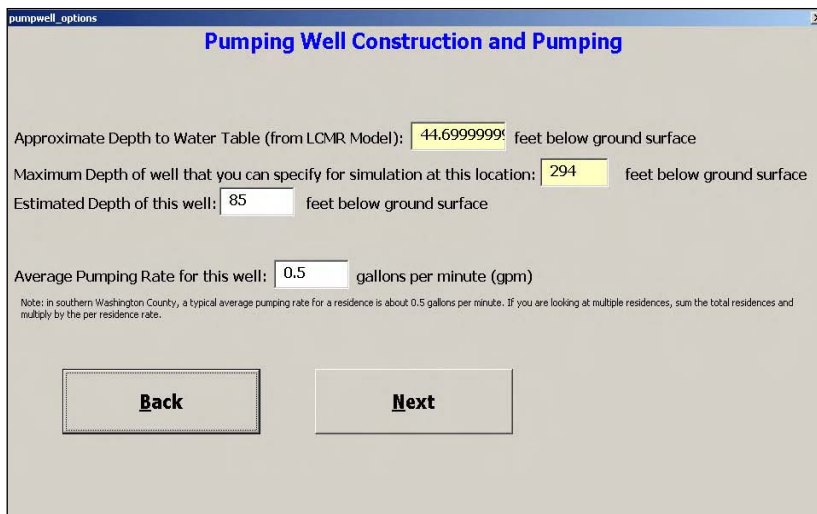 pumpwell_options
Pumping Well Construction and Pumping
Approximate Depth to Water Table (from LCMR Model): 44.69999999 feet below ground surface
Maximum Depth of well that you can specify for simulation at this location: 294 feet below ground surface
Estimated Depth of this well: 85 feet below ground surface
Average Pumping Rate for this well: 0.5 gallons per minute (gpm)
Note: in southern Washington County, a typical average pumping rate for a residence is about 0.5 gallons per minute. If you are looking at multiple residences, sum the total residences and
multiply by the per residence rate.
Back Next